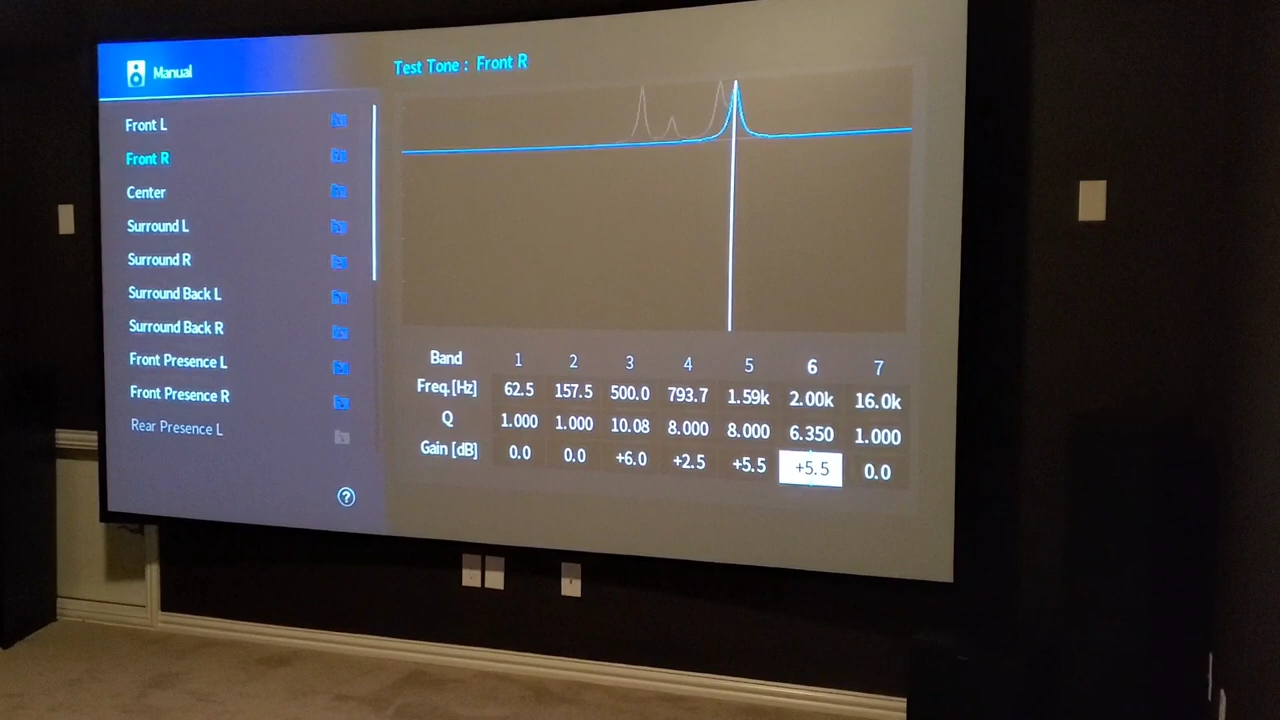 Manual
Test Tone : Front R
Front L
Front R
Center
Surround L
Surround R
Surround Back L
Surround Back R
Front Presence L
Front Presence R
Rear Presence L
?
Band 1 2 3 4 5 6 7
Freq.[Hz] 62.5 157.5 500.0 793.7 1.59k 2.00k 16.0k
Q 1.000 1.000 10.08 8.000 8.000 6.350 1.000
Gain [dB] 0.0 0.0 +6.0 +2.5 +5.5 +5.5 0.0